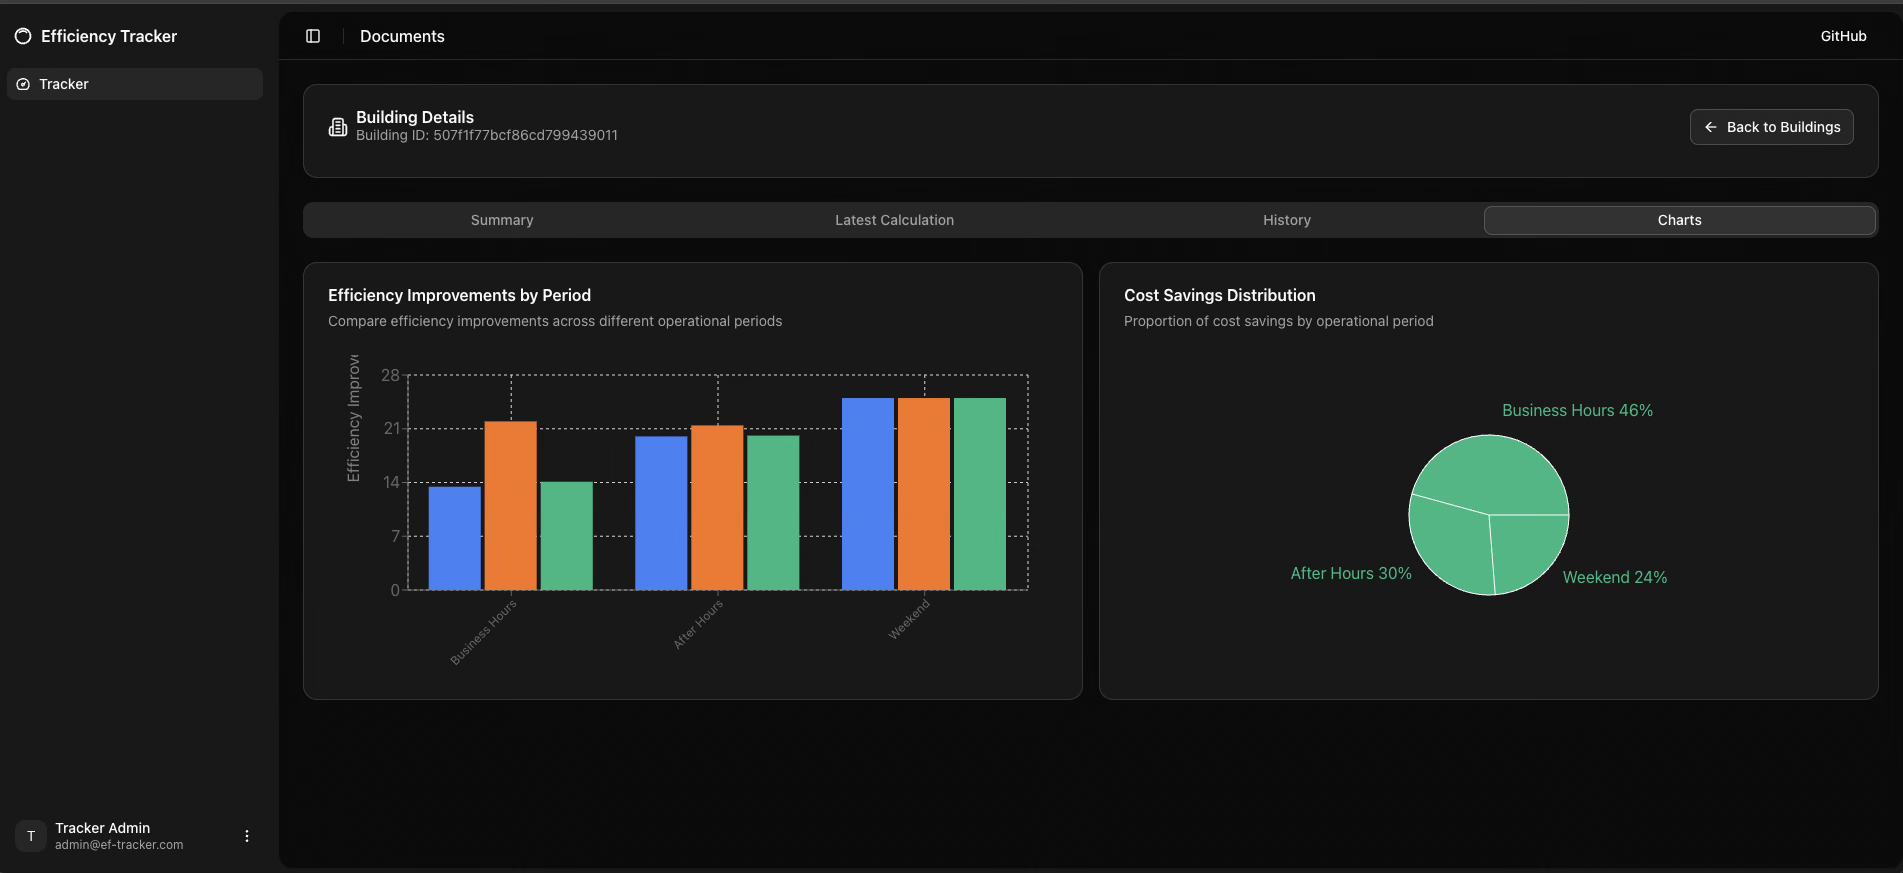 Efficiency Tracker
Tracker
Documents
GitHub
Building Details
Building ID: 507f1f77bcf86cd799439011
Back to Buildings
Summary
Latest Calculation
History
Charts
Efficiency Improvements by Period
Compare efficiency improvements across different operational periods
Efficiency Improv
28
21
14
7
0
Business Hours
After Hours
Weekend
Cost Savings Distribution
Proportion of cost savings by operational period
Business Hours 46%
After Hours 30%
Weekend 24%
T
Tracker Admin
admin@ef-tracker.com